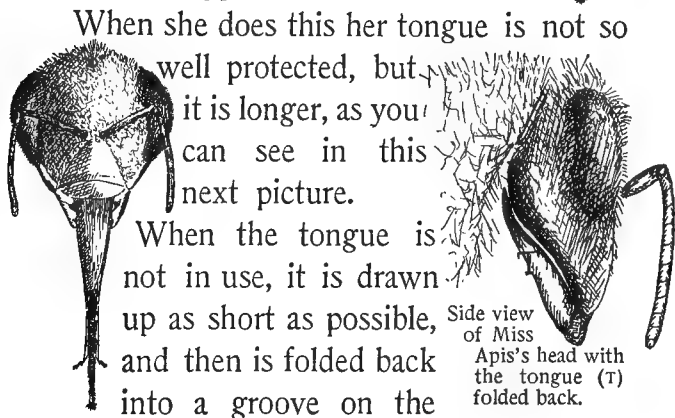 When she does this her tongue is not so
well protected, but
it is longer, as you
can see in this
next picture.
When the tongue is
not in use, it is drawn
up as short as possible,
and then is folded back
into a groove on the
T
Side view
of Miss
Apis's head with
the tongue (T)
folded back.